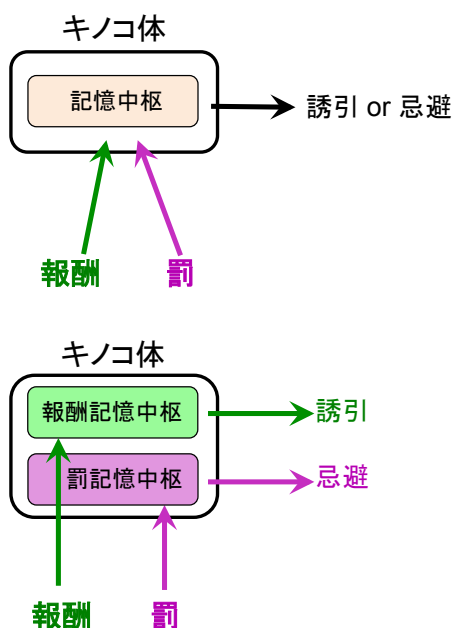 キノコ体
記憶中枢
誘引 or 忌避
報酬 罰
キノコ体
報酬記憶中枢
誘引
罰記憶中枢
忌避
報酬 罰